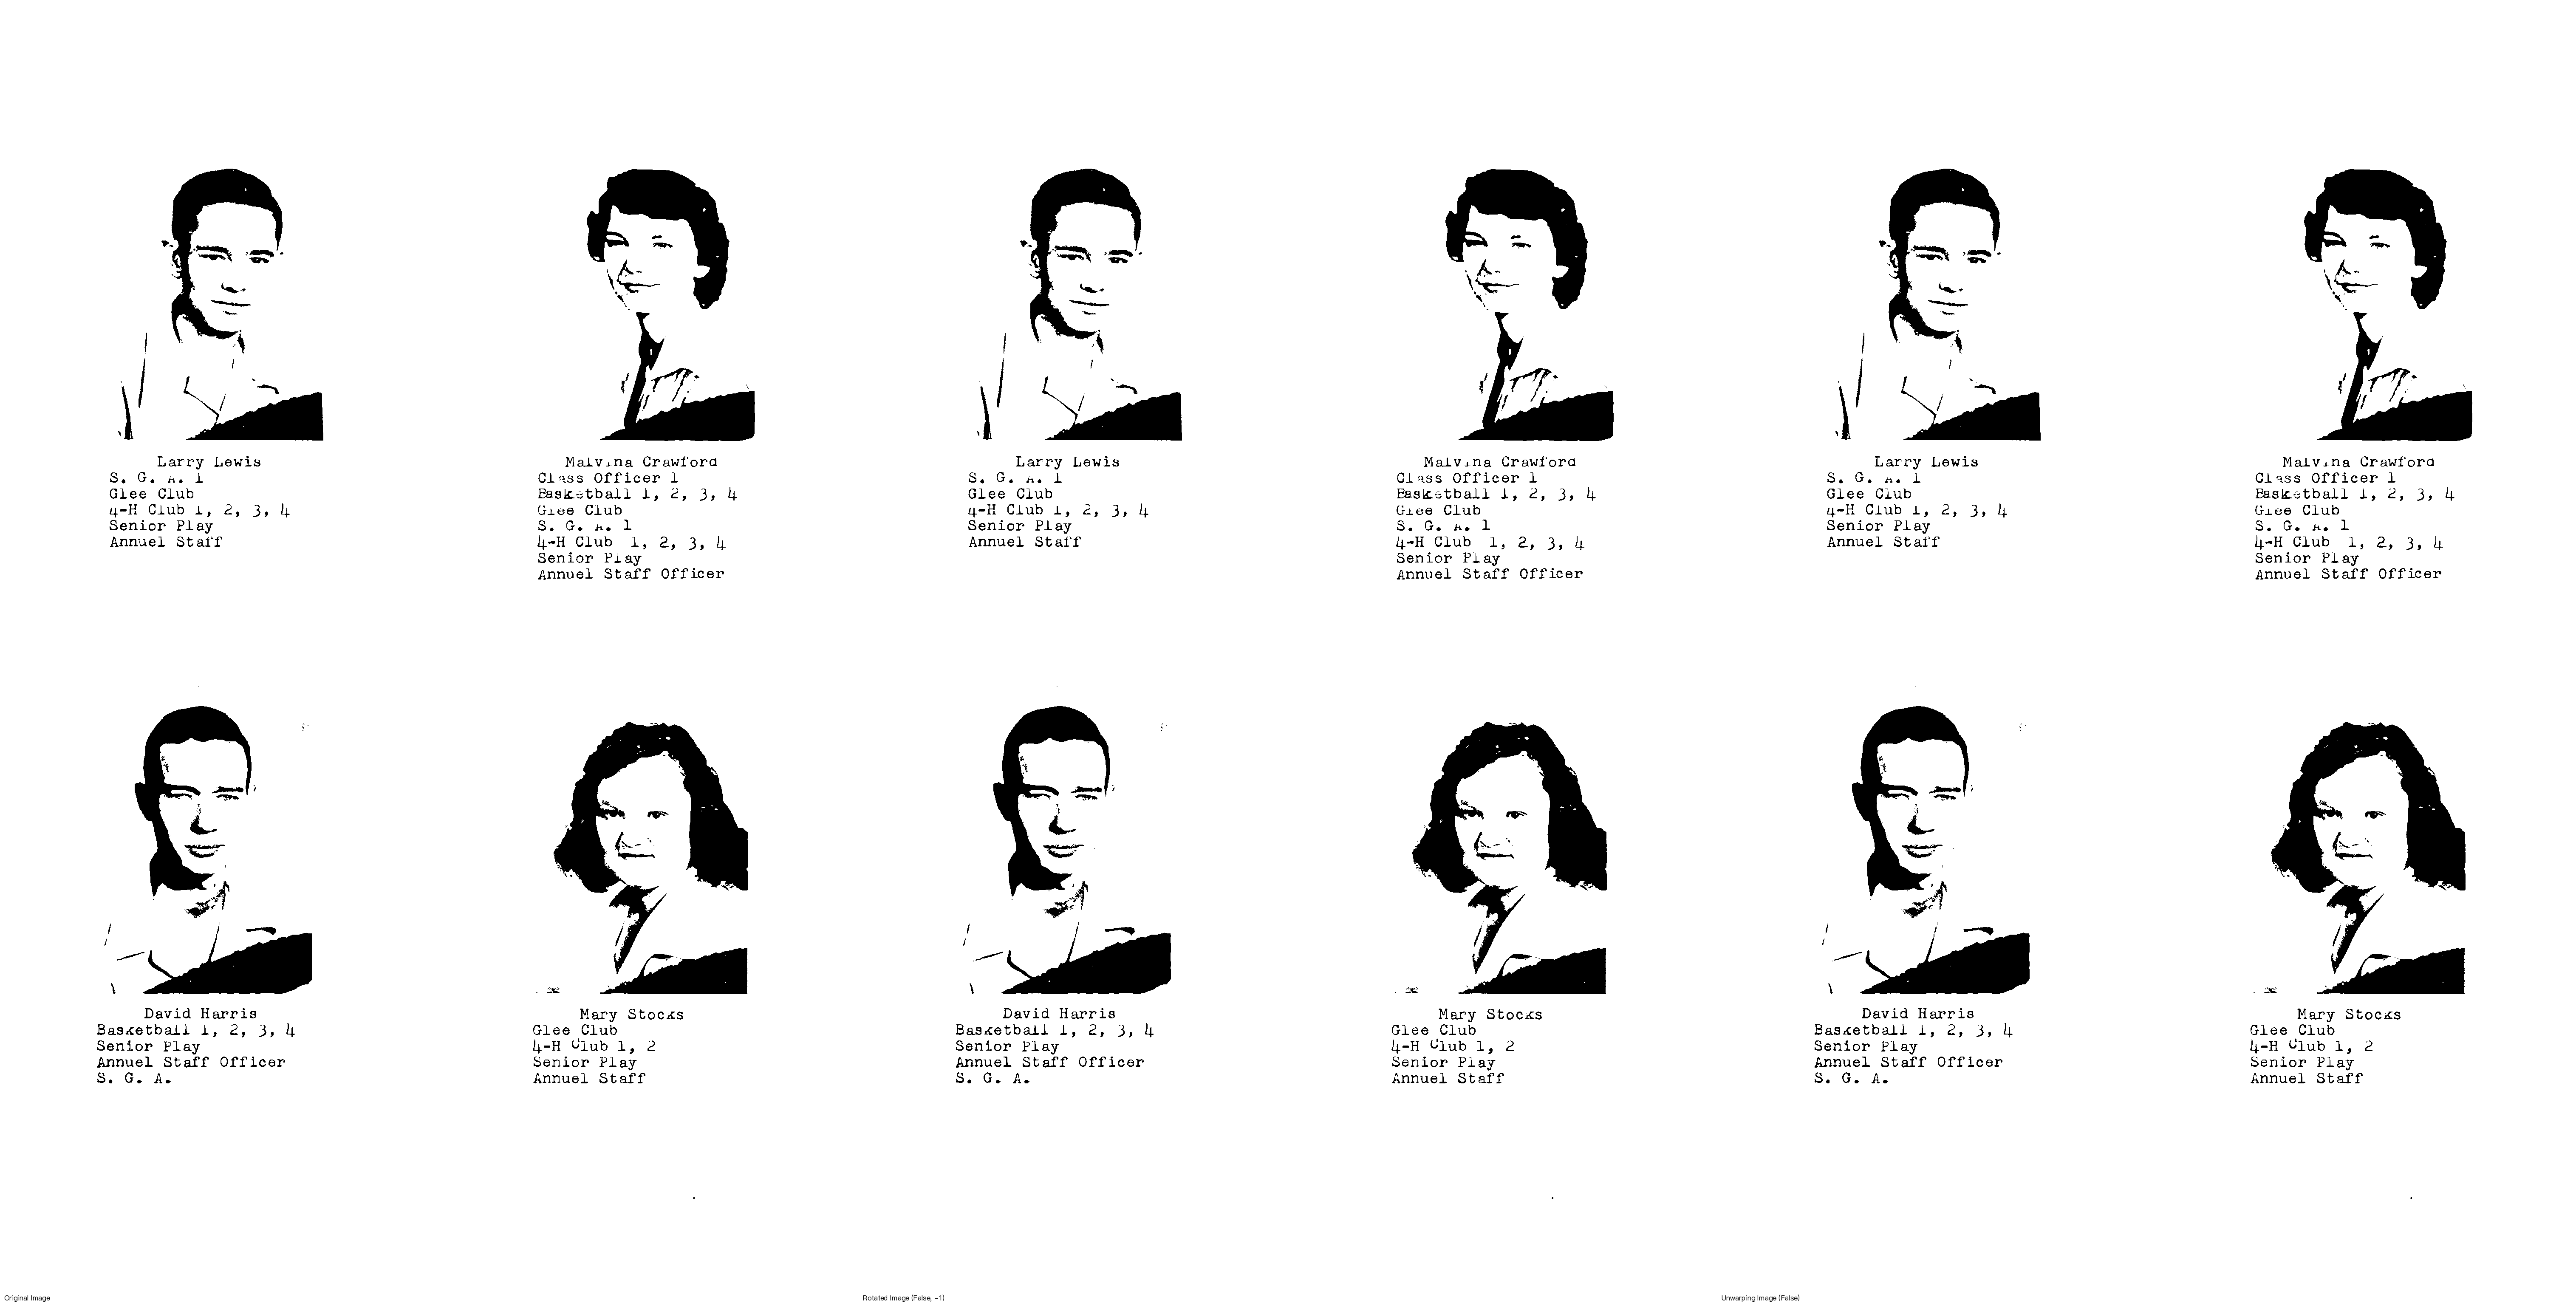 Larry Lewis
S. G. A. 1
Glee Club
4-H Club 1, 2, 3, 4
Senior Play
Annuel Staff
Malvina Crawford
Class Officer 1
Basketball 1, 2, 3, 4
Glee Club
S. G. A. 1
4-H Club 1, 2, 3, 4
Senior Play
Annuel Staff Officer
Larry Lewis
S. G. A. 1
Glee Club
4-H Club 1, 2, 3, 4
Senior Play
Annuel Staff
Malvina Crawford
Class Officer 1
Basketball 1, 2, 3, 4
Glee Club
S. G. A. 1
4-H Club 1, 2, 3, 4
Senior Play
Annuel Staff Officer
Larry Lewis
S. G. A. 1
Glee Club
4-H Club 1, 2, 3, 4
Senior Play
Annuel Staff
Malvina Crawford
Class Officer 1
Basketball 1, 2, 3, 4
Glee Club
S. G. A. 1
4-H Club 1, 2, 3, 4
Senior Play
Annuel Staff Officer
David Harris
Basketball 1, 2, 3, 4
Senior Play
Annuel Staff Officer
S. G. A.
Mary Stocks
Glee Club
4-H Club 1, 2
Senior Play
Annuel Staff
David Harris
Basketball 1, 2, 3, 4
Senior Play
Annuel Staff Officer
S. G. A.
Mary Stocks
Glee Club
4-H Club 1, 2
Senior Play
Annuel Staff
David Harris
Basketball 1, 2, 3, 4
Senior Play
Annuel Staff Officer
S. G. A.
Mary Stocks
Glee Club
4-H Club 1, 2
Senior Play
Annuel Staff
Original Image
Rotated Image (False, -1)
Unwarping Image (False)